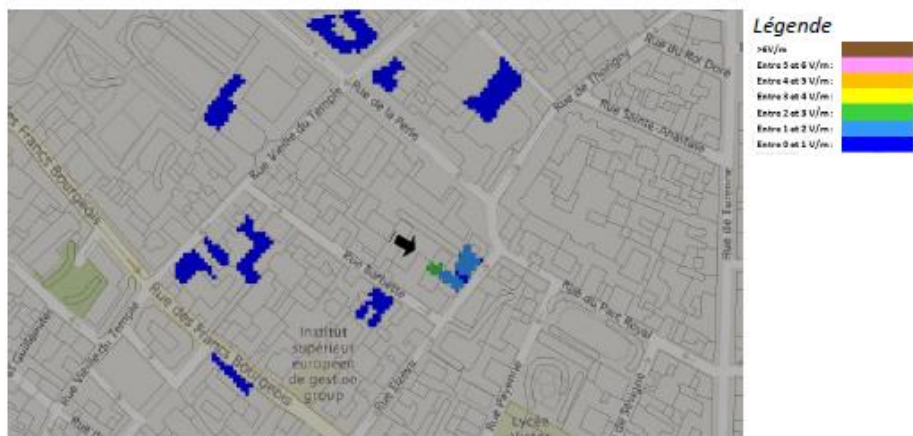 Légende
>6V/m
Entre 5 et 6 V/m :
Entre 4 et 5 V/m :
Entre 3 et 4 V/m :
Entre 2 et 3 V/m :
Entre 1 et 2 V/m :
Entre 0 et 1 V/m :
Rue du Roi Doré
Rue de Thorigny
Rue Sainte-Anastase
Rue de la Perle
Rue Vieille du Temple
Rue de Turenne
es Francs Bourgeois
Rue Barbette
Rue du Parc Royal
Rue des Francs Bourgeois
Institut
supérieur
européen
de gestion
group
Rue Elzévir
Rue Payenne
de Sévigné
Rue Vieille du Temple
Guillemites
Lycée